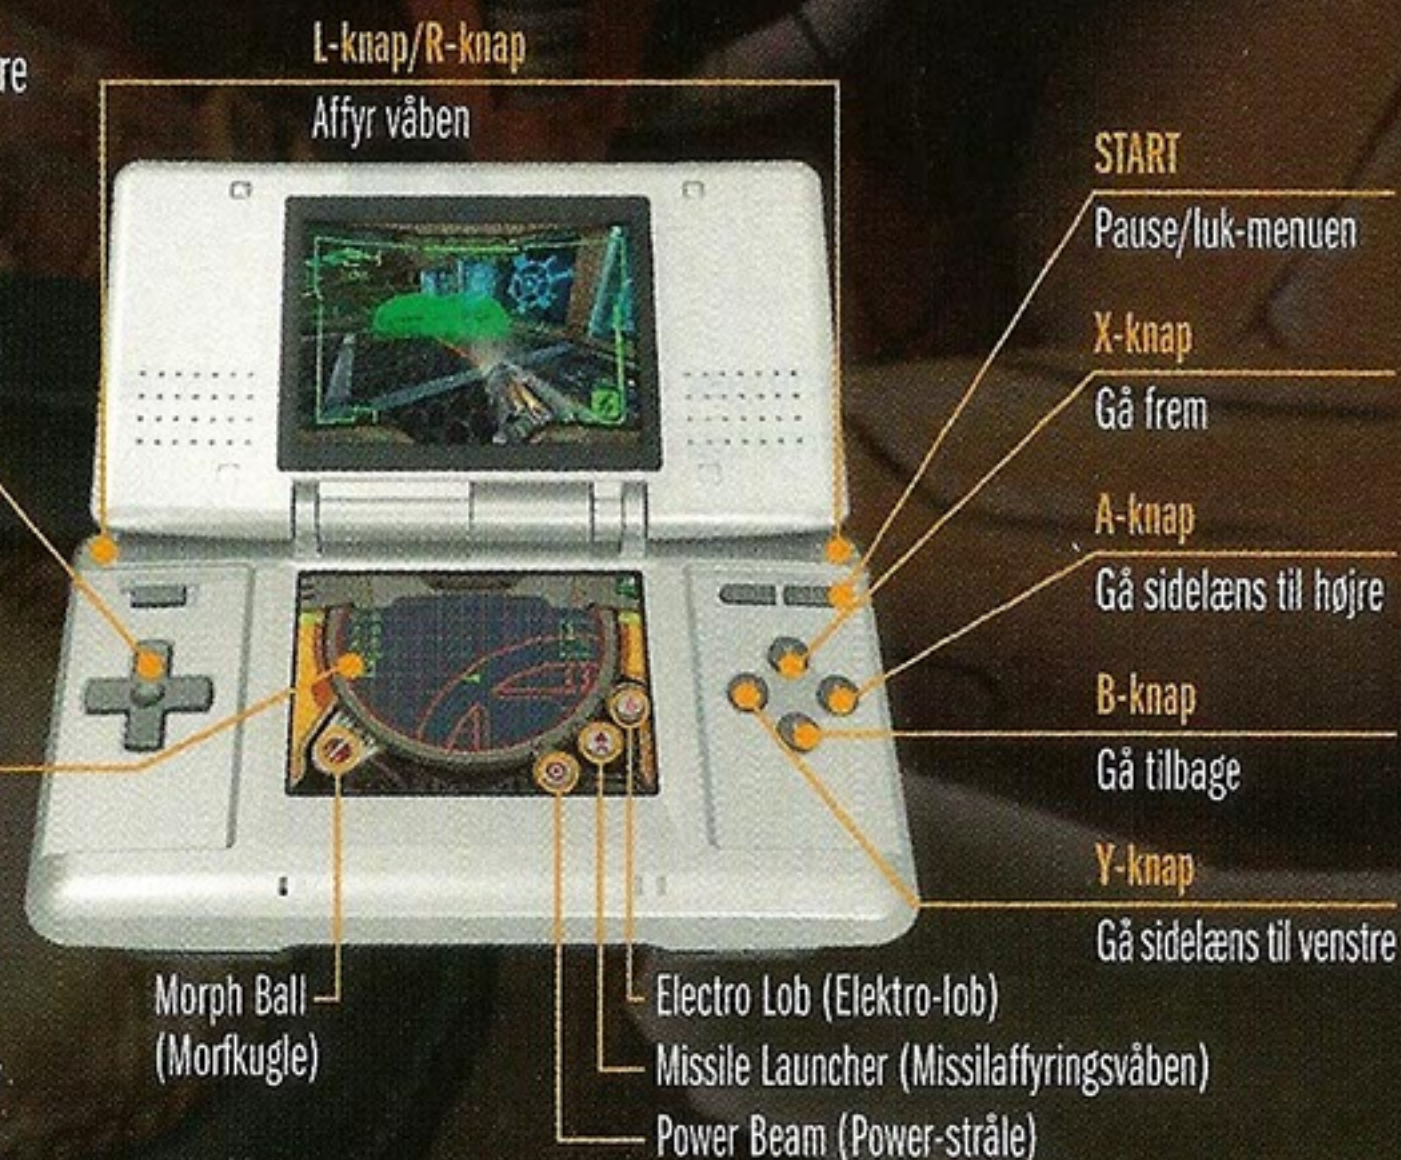 re
L-knap/R-knap
Affyr våben
START
Pause/luk-menuen
X-knap
Gå frem
A-knap
Gå sidelæns til højre
B-knap
Gå tilbage
Y-knap
Gå sidelæns til venstre
Morph Ball
(Morfkugle)
Electro Lob (Elektro-lob)
Missile Launcher (Missilaffyringsvåben)
Power Beam (Power-stråle)